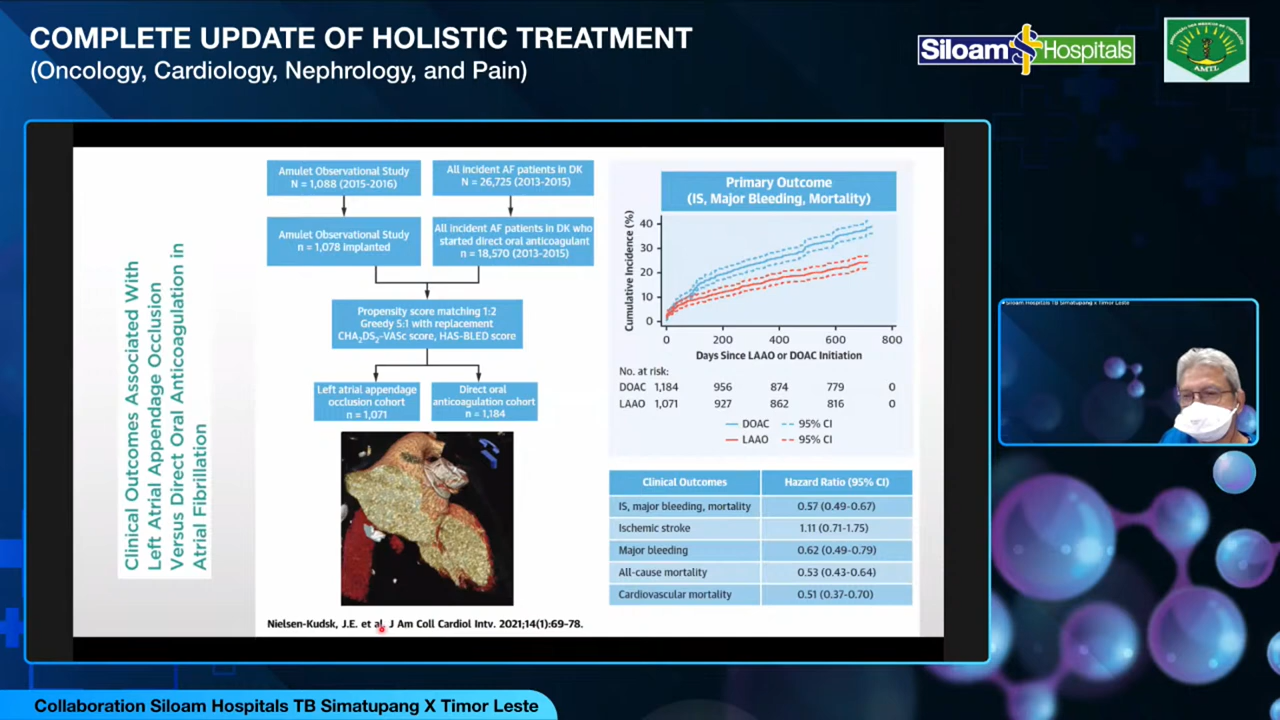 COMPLETE UPDATE OF HOLISTIC TREATMENT
(Oncology, Cardiology, Nephrology, and Pain)
Siloam Hospitals
AMTL
Clinical Outcomes Associated With
Left Atrial Appendage Occlusion
Versus Direct Oral Anticoagulation in
Atrial Fibrillation
Amulet Observational Study
N = 1,088 (2015-2016)
All incident AF patients in DK
N = 26,725 (2013-2015)
Amulet Observational Study
n = 1,078 implanted
All incident AF patients in DK who
started direct oral anticoagulant
n = 18,570 (2013-2015)
Propensity score matching 1:2
Greedy 5:1 with replacement
CHA2DS2-VASc score, HAS-BLED score
Left atrial appendage
occlusion cohort
n = 1,071
Direct oral
anticoagulation cohort
n = 1,184
Nielsen-Kudsk, J.E. et al. J Am Coll Cardiol Intv. 2021;14(1):69-78.
Primary Outcome
(IS, Major Bleeding, Mortality)
Cumulative Incidence (%)
40
30
20
10
0
0 200 400 600 800
Days Since LAAO or DOAC Initiation
No. at risk:
DOAC 1,184 956 874 779 0
LAAO 1,071 927 862 816 0
DOAC 95% CI
LAAO 95% CI
Clinical Outcomes Hazard Ratio (95% CI)
IS, major bleeding, mortality 0.57 (0.49-0.67)
Ischemic stroke 1.11 (0.71-1.75)
Major bleeding 0.62 (0.49-0.79)
All-cause mortality 0.53 (0.43-0.64)
Cardiovascular mortality 0.51 (0.37-0.70)
Siloam Hospitals TB Simatupang X Timor Leste
Collaboration Siloam Hospitals TB Simatupang X Timor Leste